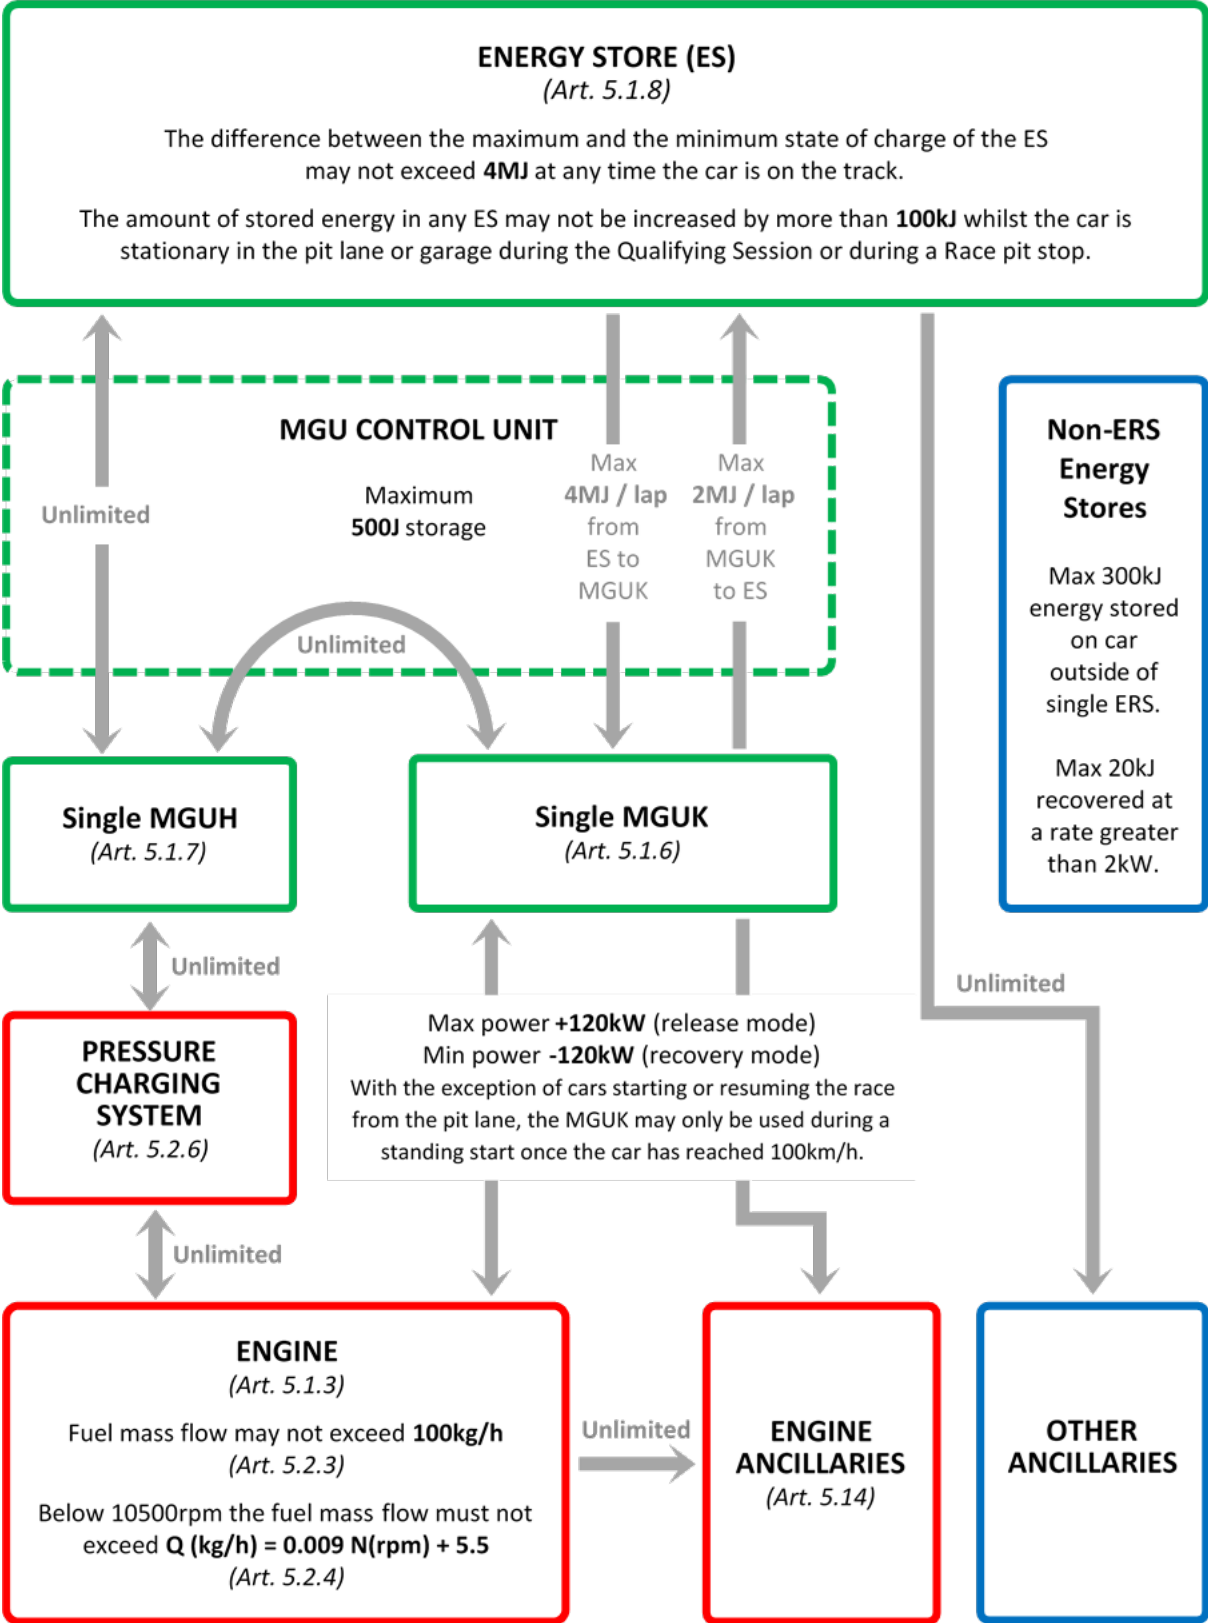 ENERGY STORE (ES)
(Art. 5.1.8)
The difference between the maximum and the minimum state of charge of the ES
may not exceed 4MJ at any time the car is on the track.
The amount of stored energy in any ES may not be increased by more than 100kJ whilst the car is
stationary in the pit lane or garage during the Qualifying Session or during a Race pit stop.
MGU CONTROL UNIT
Maximum
500J storage
Unlimited
Max
4MJ / lap
from
ES to
MGUK
Max
2MJ / lap
from
MGUK
to ES
Unlimited
Non-ERS
Energy
Stores
Max 300kJ
energy stored
on car
outside of
single ERS.
Max 20kJ
recovered at
a rate greater
than 2kW.
Single MGUH
(Art. 5.1.7)
Single MGUK
(Art. 5.1.6)
Unlimited
Unlimited
PRESSURE
CHARGING
SYSTEM
(Art. 5.2.6)
Max power +120kW (release mode)
Min power -120kW (recovery mode)
With the exception of cars starting or resuming the race
from the pit lane, the MGUK may only be used during a
standing start once the car has reached 100km/h.
Unlimited
ENGINE
(Art. 5.1.3)
Fuel mass flow may not exceed 100kg/h
(Art. 5.2.3)
Below 10500rpm the fuel mass flow must not
exceed Q (kg/h) = 0.009 N(rpm) + 5.5
(Art. 5.2.4)
Unlimited
ENGINE
ANCILLARIES
(Art. 5.14)
OTHER
ANCILLARIES